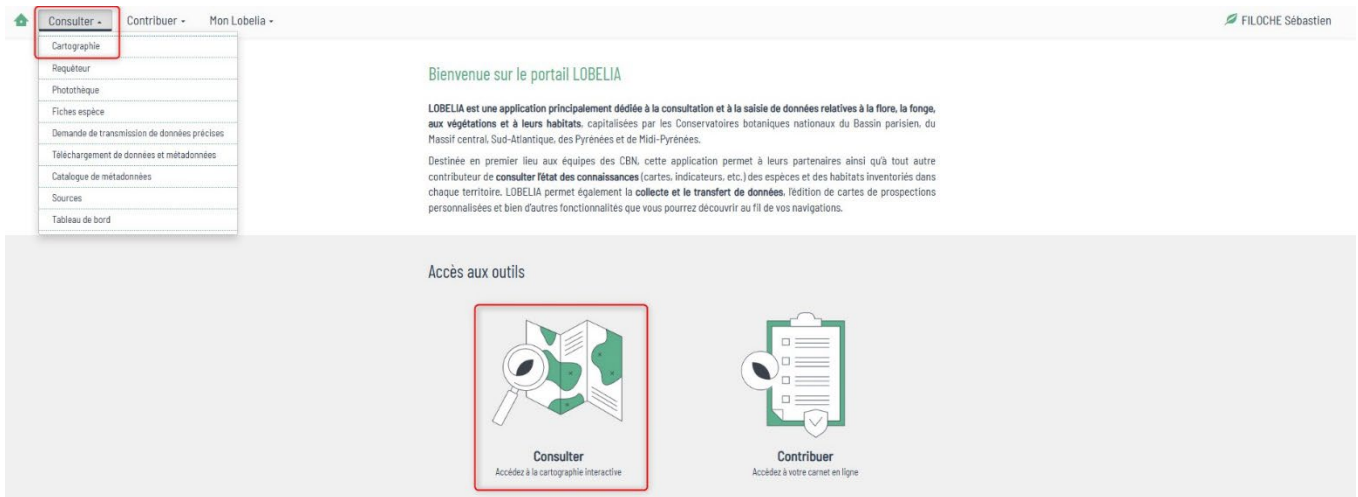 Consulter
Contribuer
Mon Lobelia
FILOCHE Sébastien
Cartographie
Requêteur
Photothèque
Fiches espèce
Demande de transmission de données précises
Téléchargement de données et métadonnées
Catalogue de métadonnées
Sources
Tableau de bord
Bienvenue sur le portail LOBELIA
LOBELIA est une application principalement dédiée à la consultation et à la saisie de données relatives à la flore, la fonge,
aux végétations et à leurs habitats, capitalisées par les Conservatoires botaniques nationaux du Bassin parisien, du
Massif central, Sud-Atlantique, des Pyrénées et de Midi-Pyrénées.
Destinée en premier lieu aux équipes des CBN, cette application permet à leurs partenaires ainsi qu'à tout autre
contributeur de consulter l'état des connaissances (cartes, indicateurs, etc.) des espèces et des habitats inventoriés dans
chaque territoire. LOBELIA permet également la collecte et le transfert de données, l'édition de cartes de prospections
personnalisées et bien d'autres fonctionnalités que vous pourrez découvrir au fil de vos navigations.
Accès aux outils
Consulter
Accédez à la cartographie interactive
Contribuer
Accédez à votre carnet en ligne